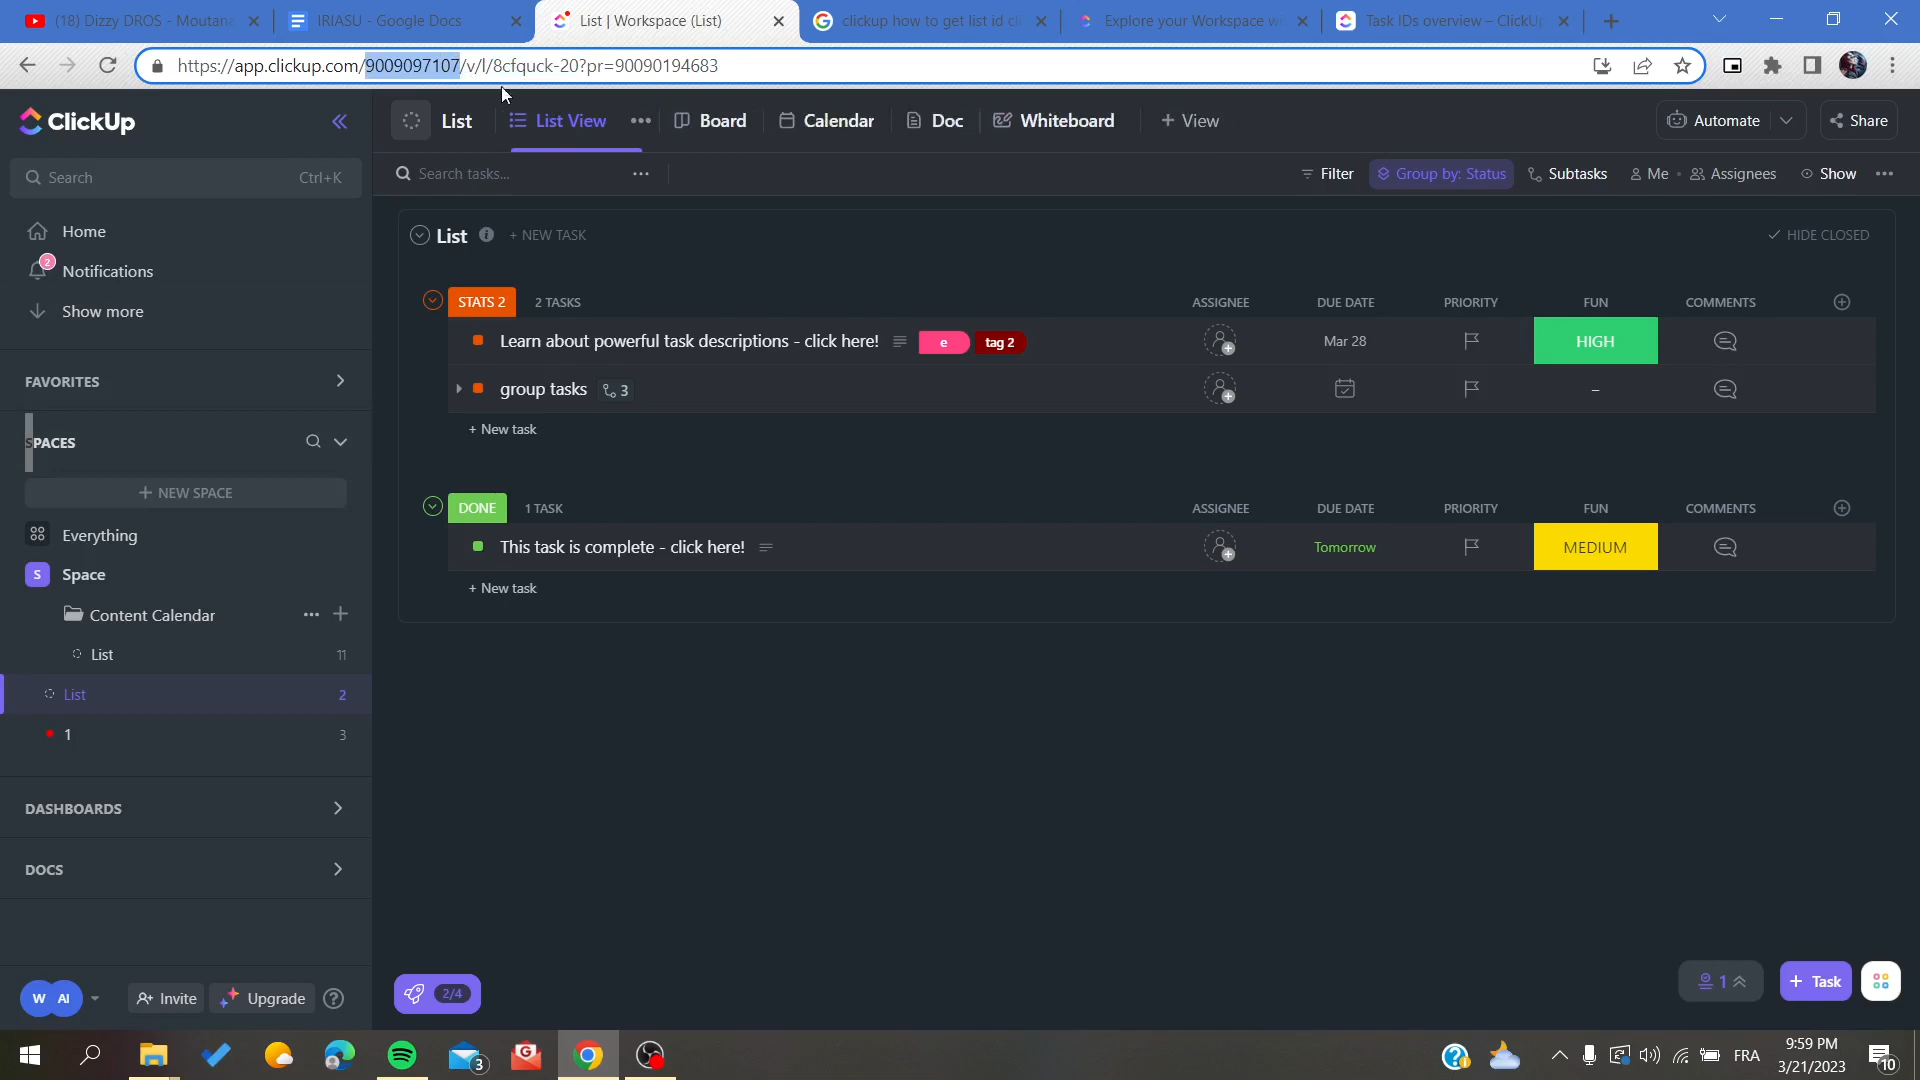 (18) Dizzy DROS - Moutana
IRIASU - Google Docs
List | Workspace (List)
clickup how to get list id cl
Explore your Workspace w
Task IDs overview – ClickUp
https://app.clickup.com/9009097107/v/l/8cfquck-20?pr=90090194683
ClickUp
List
List View
Board
Calendar
Doc
Whiteboard
+ View
Automate
Share
Search Ctrl+K
Search tasks...
Filter
Group by: Status
Subtasks
Me
Assignees
Show
Home
2
Notifications
Show more
List
+ NEW TASK
HIDE CLOSED
STATS 2
2 TASKS
ASSIGNEE
DUE DATE
PRIORITY
FUN
COMMENTS
Learn about powerful task descriptions - click here!
e
tag 2
Mar 28
HIGH
group tasks
3
–
+ New task
DONE
1 TASK
ASSIGNEE
DUE DATE
PRIORITY
FUN
COMMENTS
This task is complete - click here!
Tomorrow
MEDIUM
+ New task
FAVORITES
SPACES
+ NEW SPACE
Everything
S Space
Content Calendar
List 11
List 2
1 3
DASHBOARDS
DOCS
W AI
Invite
Upgrade
?
2/4
1
+ Task
3
FRA
9:59 PM
3/21/2023
10